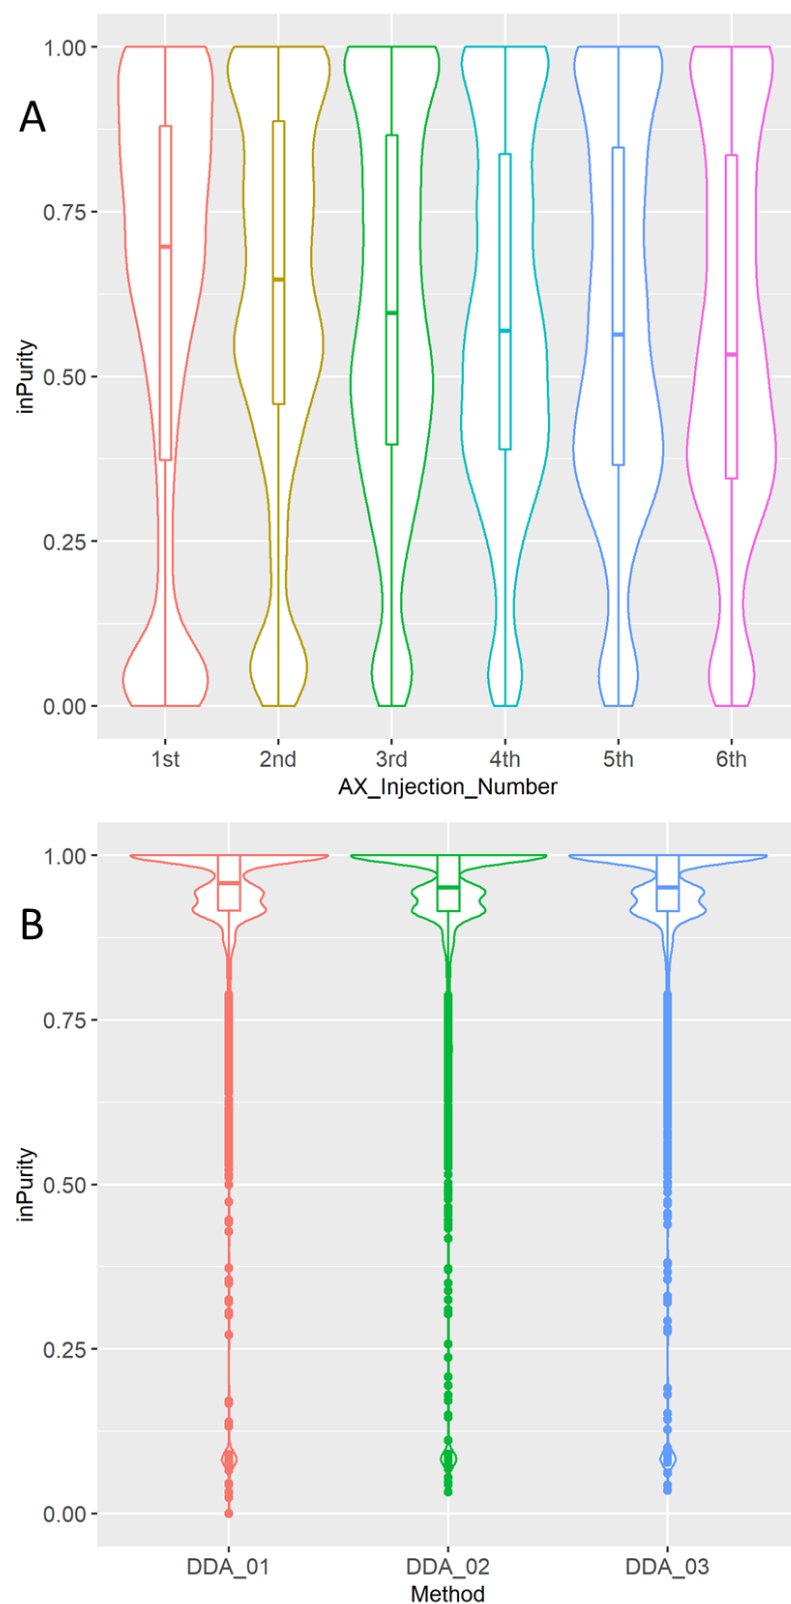 A
inPurity
1.00
0.75
0.50
0.25
0.00
1st 2nd 3rd 4th 5th 6th
AX_Injection_Number
B
inPurity
1.00
0.75
0.50
0.25
0.00
DDA_01 DDA_02 DDA_03
Method